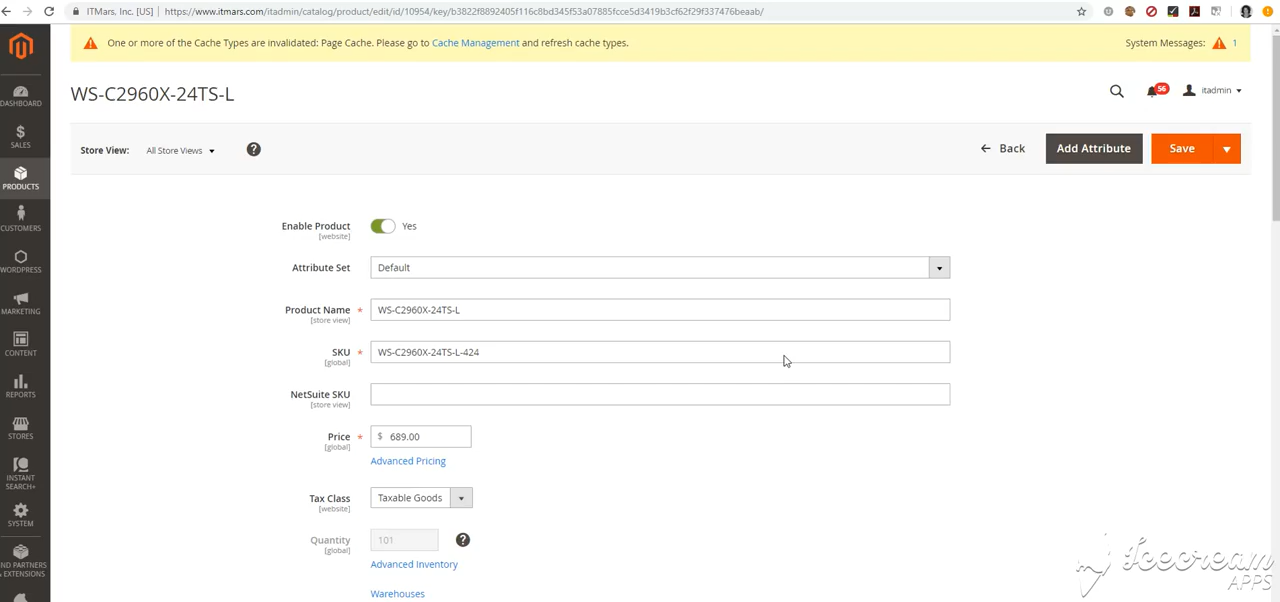 ITMars, Inc. [US] | https://www.itmars.com/itadmin/catalog/product/edit/id/10954/key/b3822f8892405f116c8bd345f53a07885fcce5d3419b3cf62f29f337476beaab/
One or more of the Cache Types are invalidated: Page Cache. Please go to Cache Management and refresh cache types.
System Messages: 1
WS-C2960X-24TS-L
56
itadmin
Store View: All Store Views
?
Back
Add Attribute
Save
DASHBOARD
SALES
PRODUCTS
CUSTOMERS
WORDPRESS
MARKETING
CONTENT
REPORTS
STORES
INSTANT
SEARCH+
SYSTEM
IND PARTNERS
& EXTENSIONS
Enable Product
[website]
Yes
Attribute Set
Default
Product Name *
[store view]
WS-C2960X-24TS-L
SKU *
[global]
WS-C2960X-24TS-L-424
NetSuite SKU
[store view]
Price *
[global]
$ 689.00
Advanced Pricing
Tax Class
[website]
Taxable Goods
Quantity
[global]
101
?
Advanced Inventory
Warehouses
Icecream
APPS